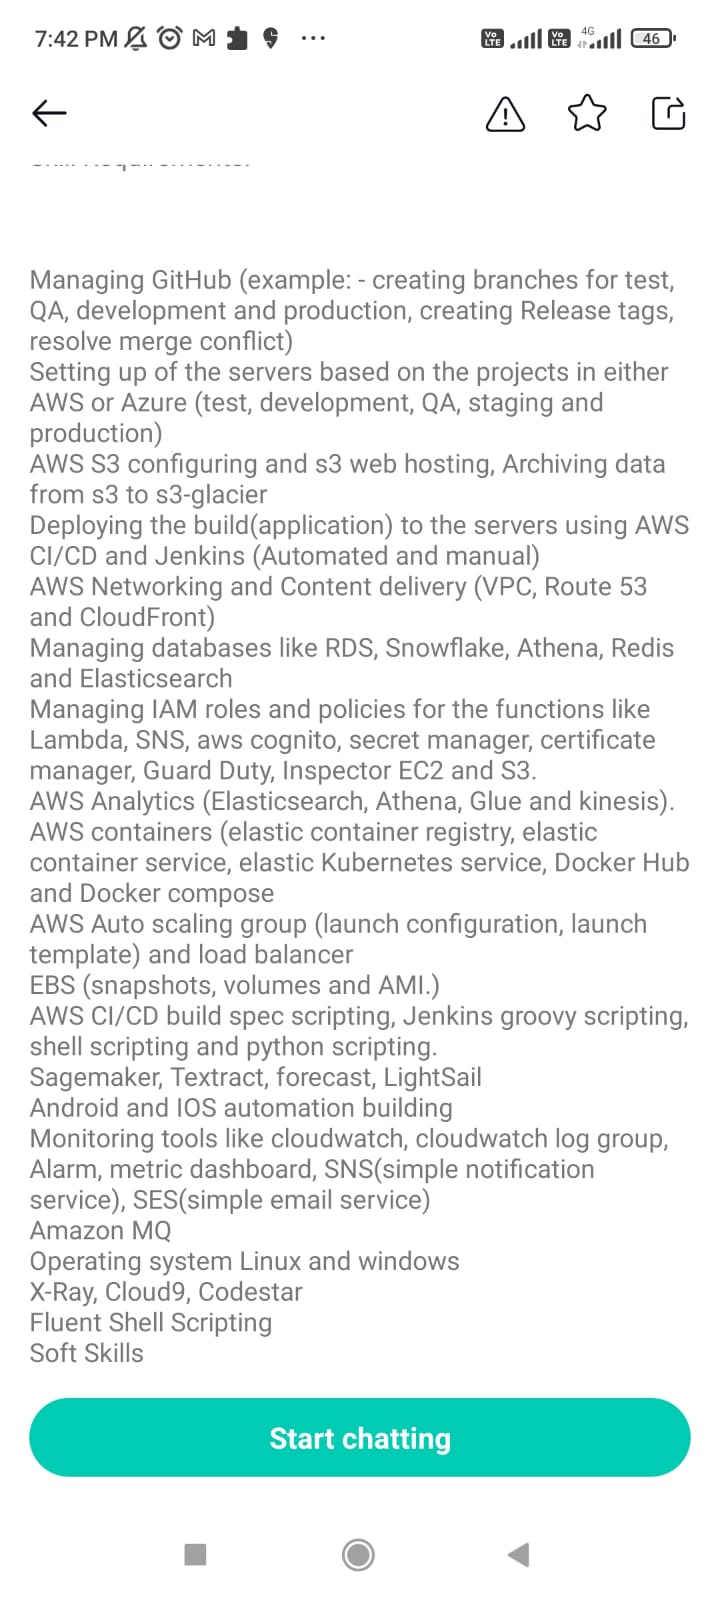 7:42 PM ... Vo LTE Vo LTE 4G 46
Managing GitHub (example: - creating branches for test,
QA, development and production, creating Release tags,
resolve merge conflict)
Setting up of the servers based on the projects in either
AWS or Azure (test, development, QA, staging and
production)
AWS S3 configuring and s3 web hosting, Archiving data
from s3 to s3-glacier
Deploying the build(application) to the servers using AWS
CI/CD and Jenkins (Automated and manual)
AWS Networking and Content delivery (VPC, Route 53
and CloudFront)
Managing databases like RDS, Snowflake, Athena, Redis
and Elasticsearch
Managing IAM roles and policies for the functions like
Lambda, SNS, aws cognito, secret manager, certificate
manager, Guard Duty, Inspector EC2 and S3.
AWS Analytics (Elasticsearch, Athena, Glue and kinesis).
AWS containers (elastic container registry, elastic
container service, elastic Kubernetes service, Docker Hub
and Docker compose
AWS Auto scaling group (launch configuration, launch
template) and load balancer
EBS (snapshots, volumes and AMI.)
AWS CI/CD build spec scripting, Jenkins groovy scripting,
shell scripting and python scripting.
Sagemaker, Textract, forecast, LightSail
Android and IOS automation building
Monitoring tools like cloudwatch, cloudwatch log group,
Alarm, metric dashboard, SNS(simple notification
service), SES(simple email service)
Amazon MQ
Operating system Linux and windows
X-Ray, Cloud9, Codestar
Fluent Shell Scripting
Soft Skills
Start chatting